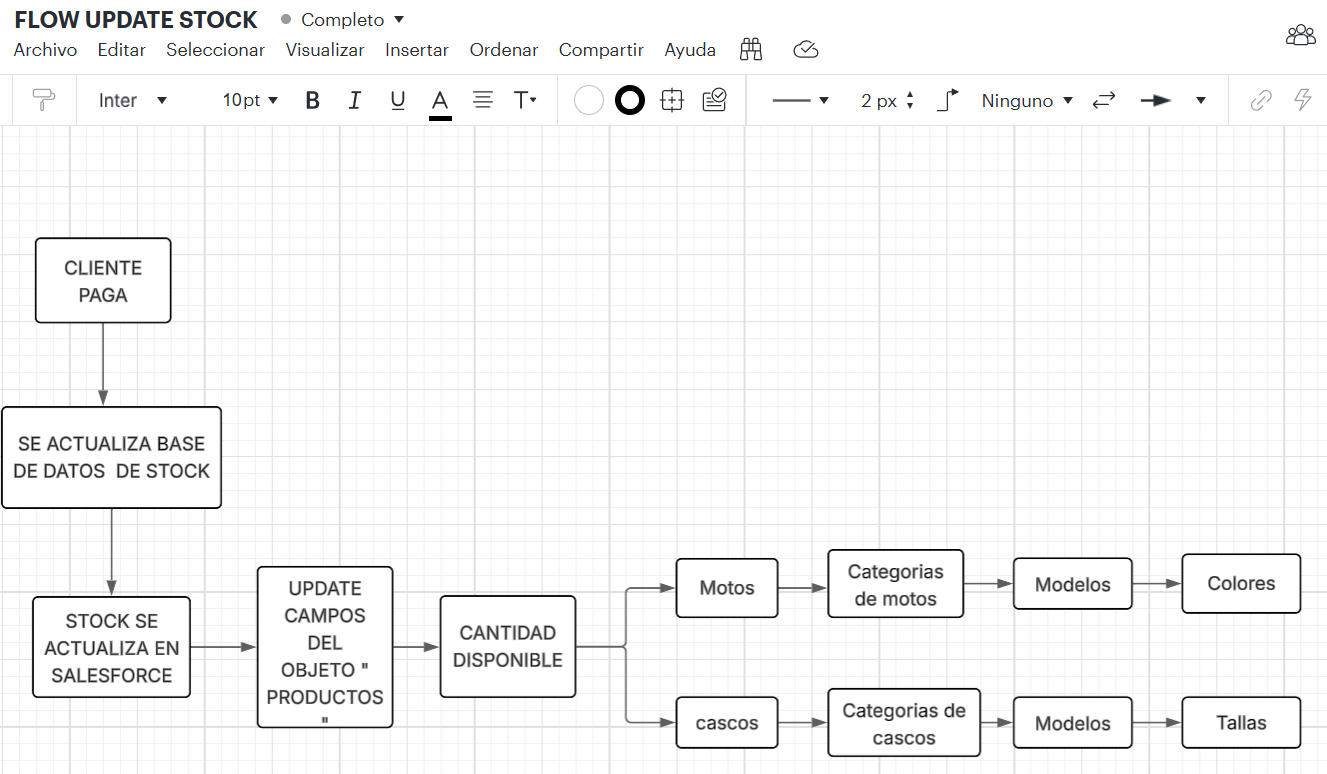 FLOW UPDATE STOCK Completo
Archivo Editar Seleccionar Visualizar Insertar Ordenar Compartir Ayuda
Inter 10pt B I U A T 2 px Ninguno
CLIENTE
PAGA
SE ACTUALIZA BASE
DE DATOS  DE STOCK
STOCK SE
ACTUALIZA EN
SALESFORCE
UPDATE
CAMPOS
DEL
OBJETO "
PRODUCTOS
"
CANTIDAD
DISPONIBLE
Motos
Categorias
de motos
Modelos
Colores
cascos
Categorias de
cascos
Modelos
Tallas